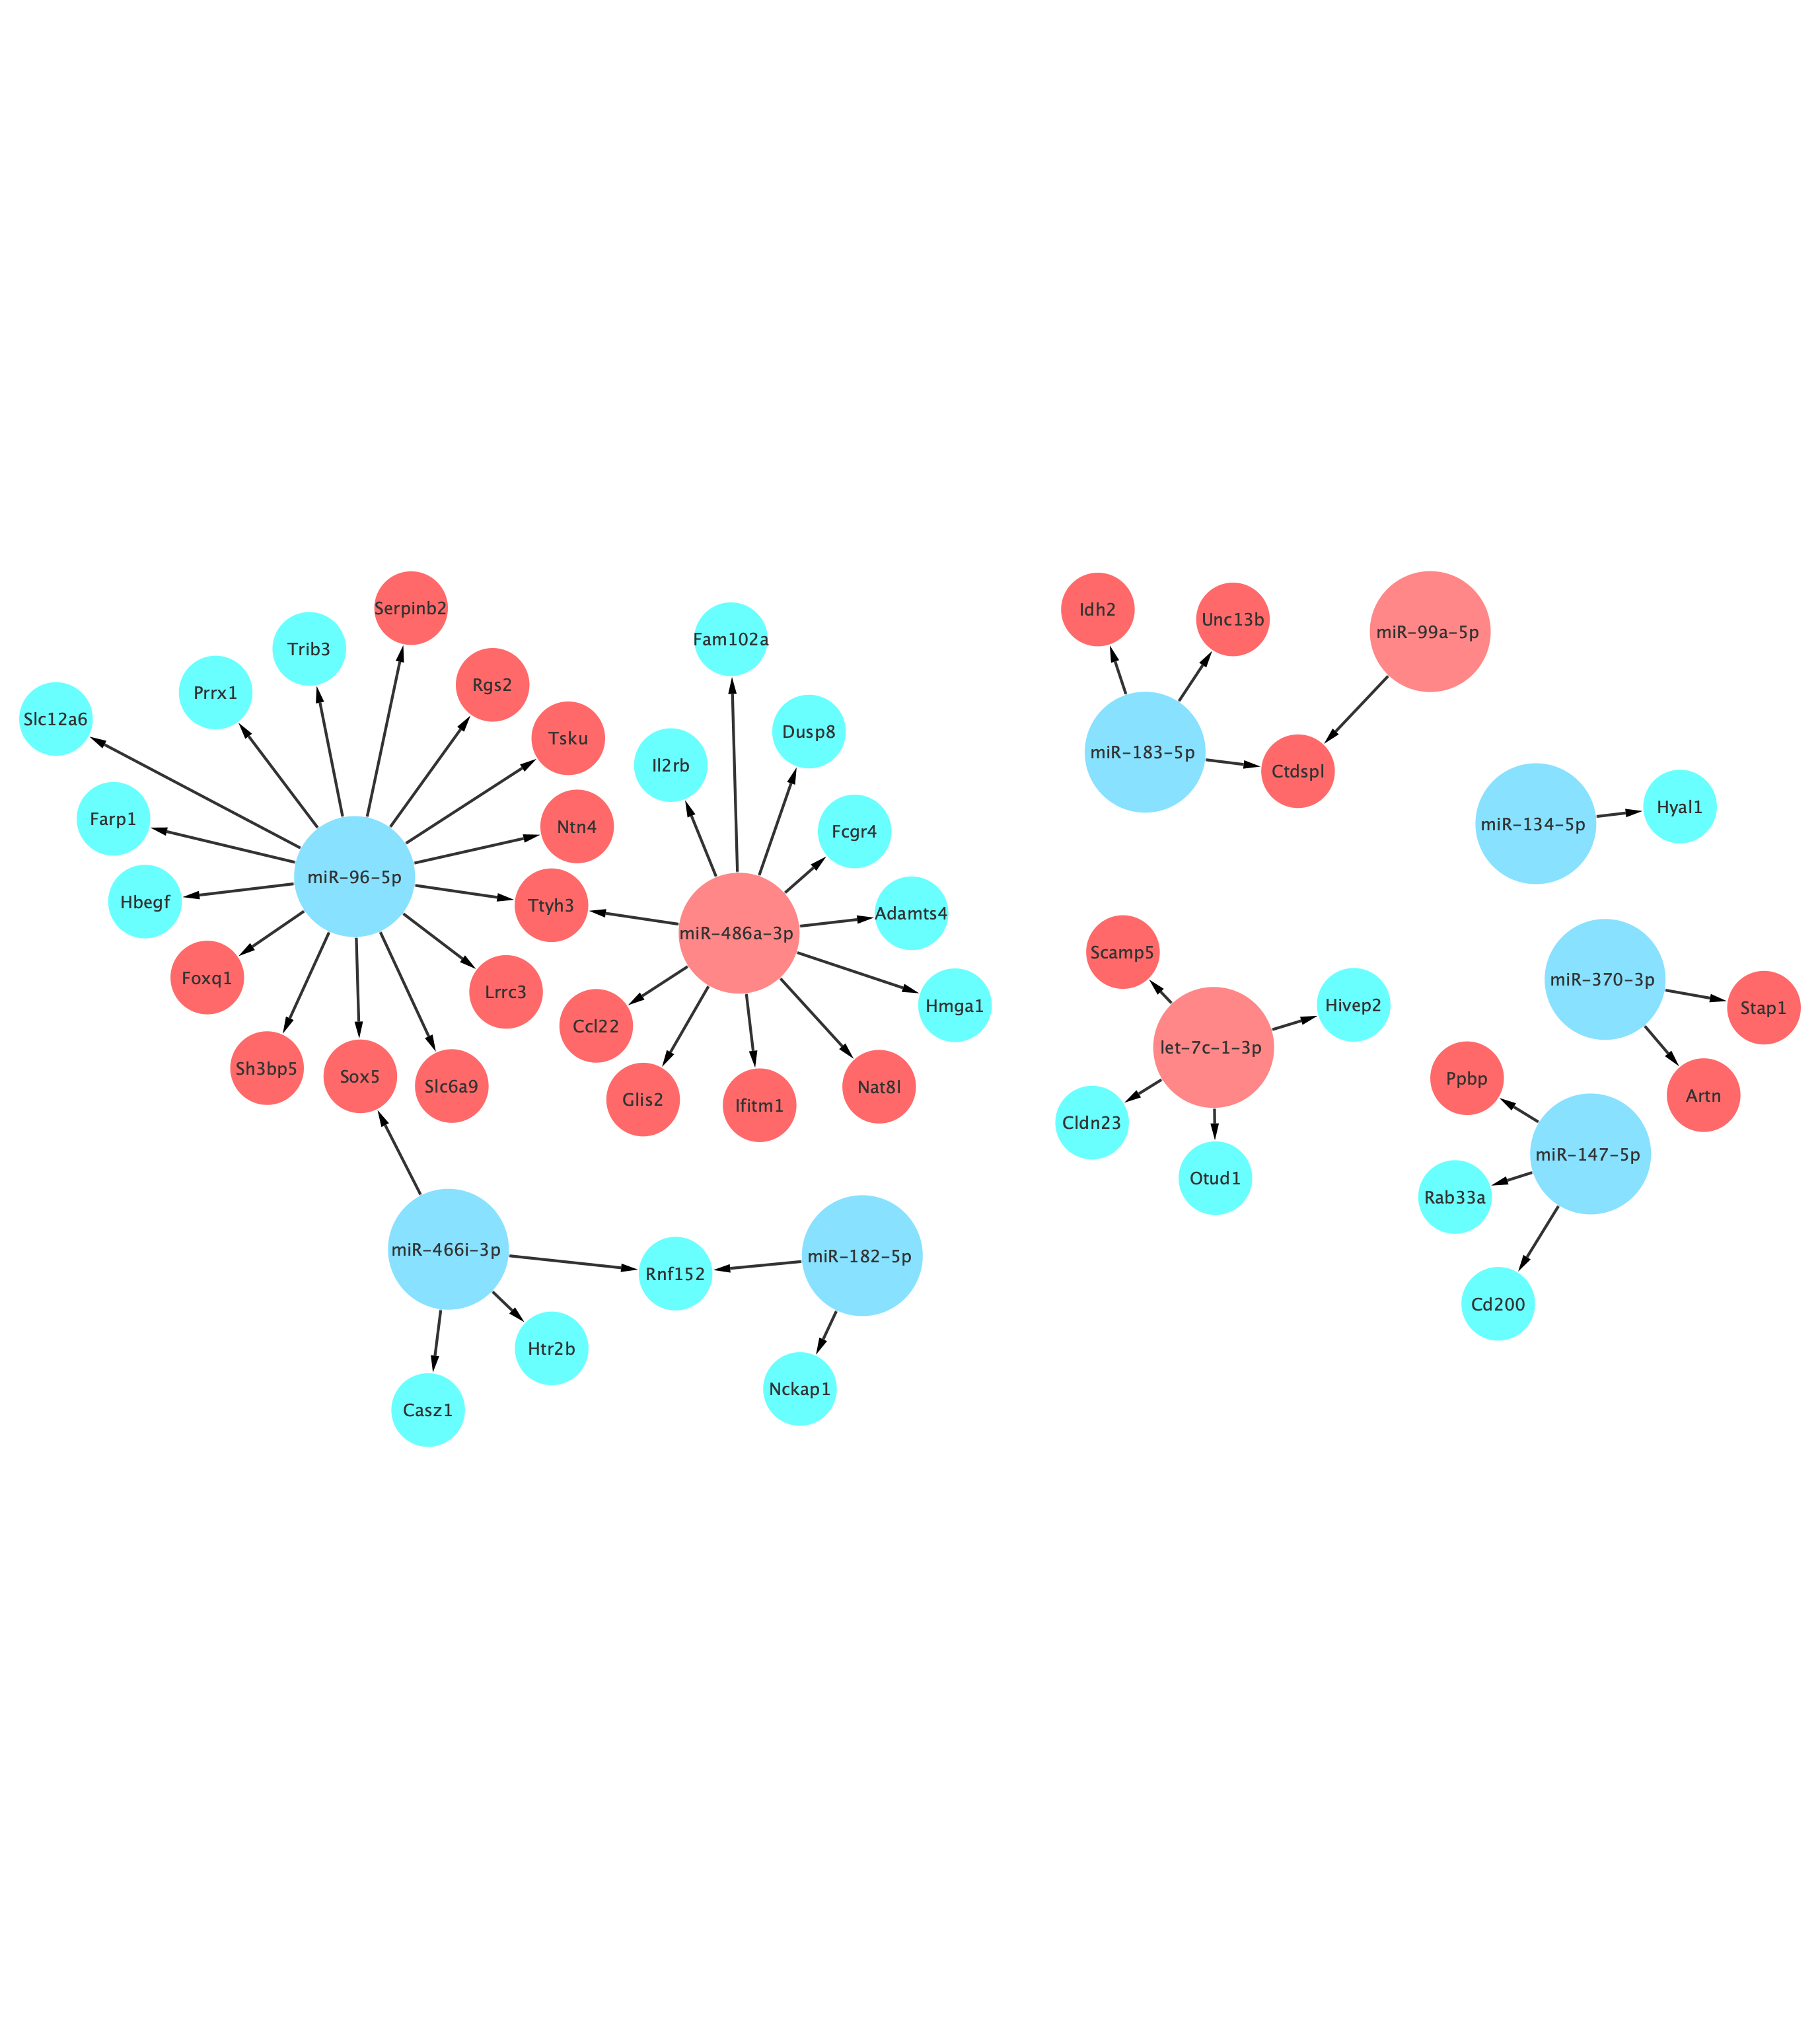 Serpinb2
Trib3
Rgs2
Prrx1
Slc12a6
Tsku
Farp1
Ntn4
miR-96-5p
Hbegf
Ttyh3
Foxq1
Lrrc3
Sh3bp5
Sox5
Slc6a9
Fam102a
Dusp8
Il2rb
Fcgr4
Adamts4
miR-486a-3p
Hmga1
Ccl22
Glis2
Ifitm1
Nat8l
miR-466i-3p
Rnf152
miR-182-5p
Htr2b
Casz1
Nckap1
Idh2
Unc13b
miR-99a-5p
miR-183-5p
Ctdspl
miR-134-5p
Hyal1
Scamp5
Hivep2
let-7c-1-3p
Cldn23
Otud1
miR-370-3p
Stap1
Artn
Ppbp
miR-147-5p
Rab33a
Cd200